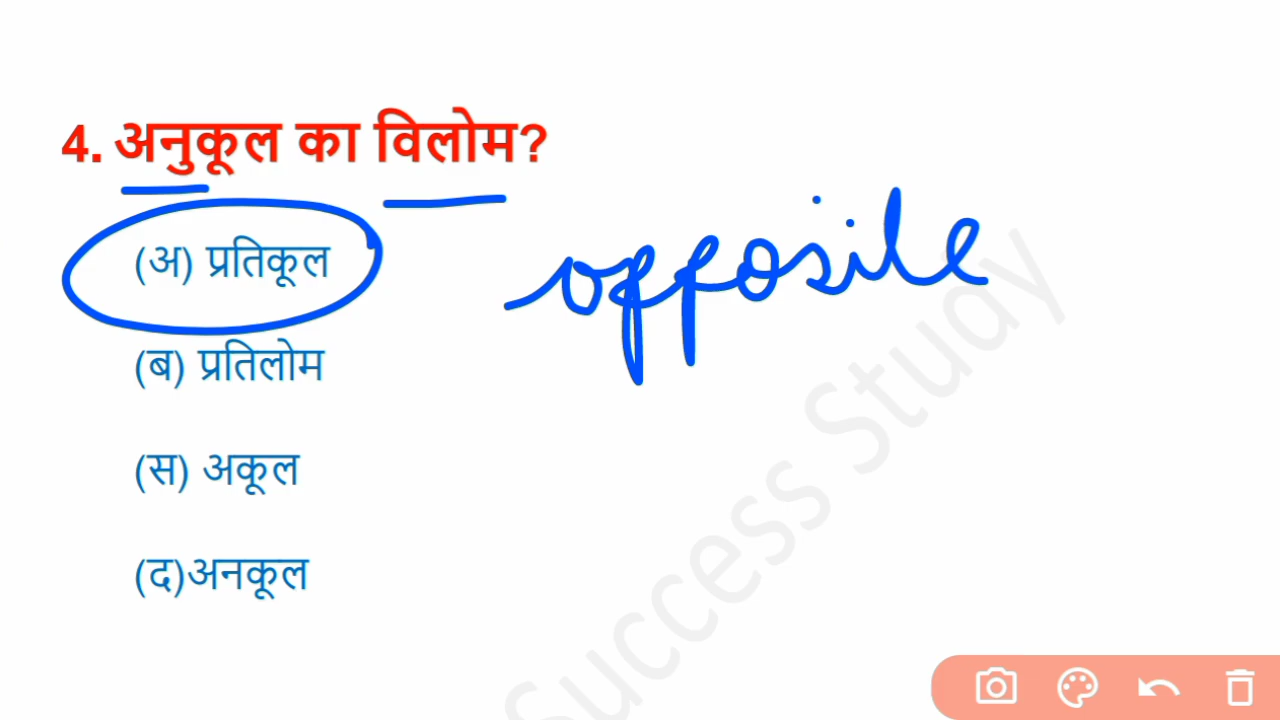 4. अनुकूल का विलोम?
(अ) प्रतिकूल
opposite
(ब) प्रतिलोम
(स) अकूल
(द)अनकूल
Success Study